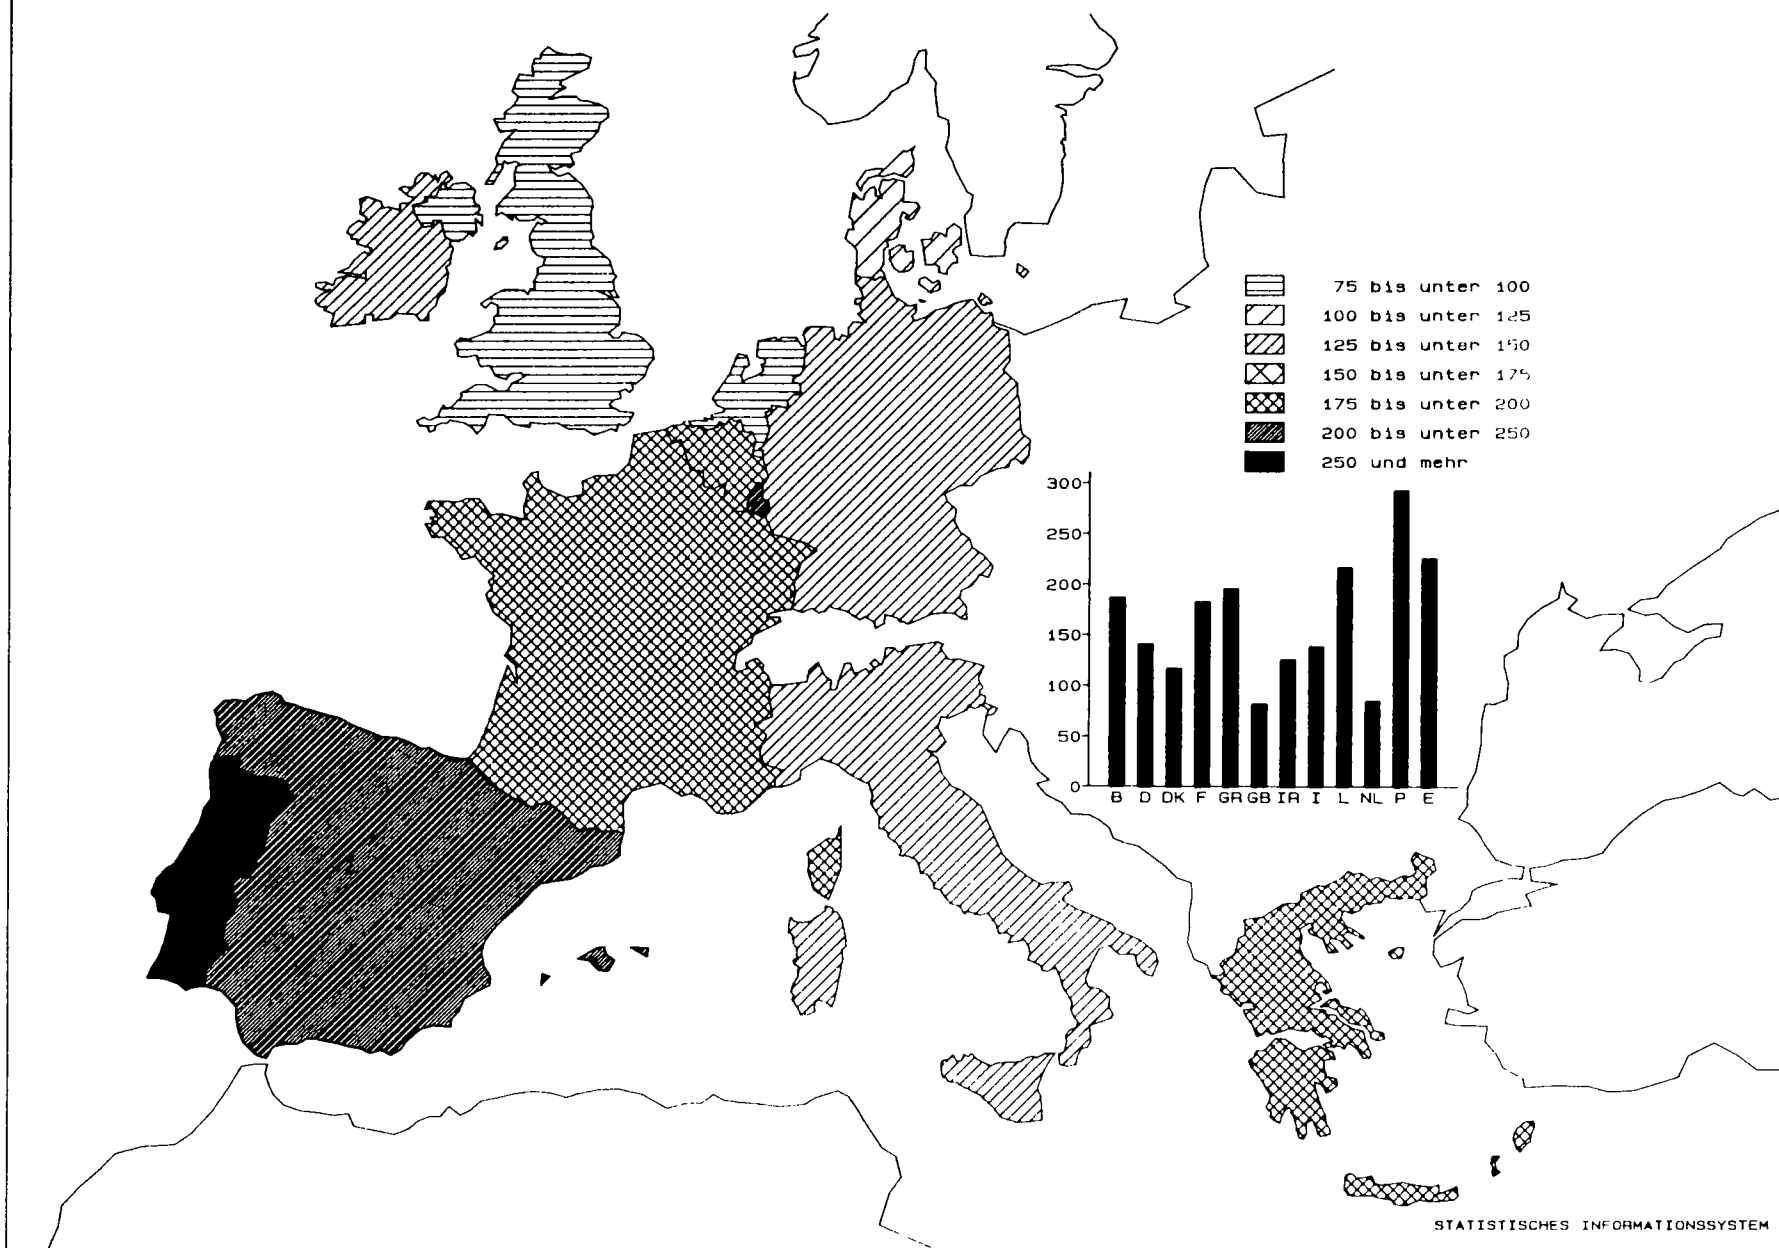 75 bis unter 100
100 bis unter 125
125 bis unter 150
150 bis unter 175
175 bis unter 200
200 bis unter 250
250 und mehr
300
250
200
150
100
50
0
B D DK F GR GB IR I L NL P E
STATISTISCHES INFORMATIONSSYSTEM